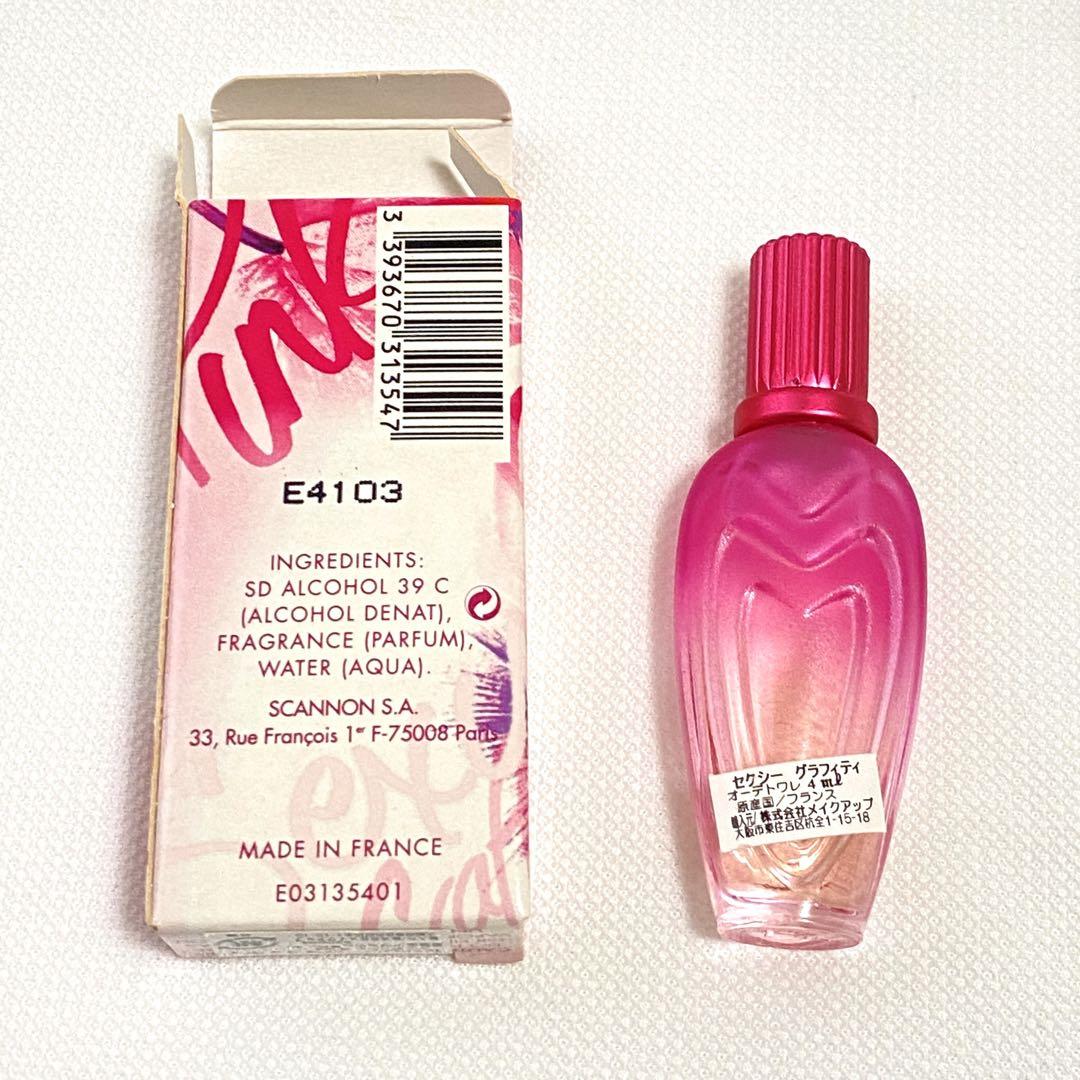 3 393670 313547
E4103
INGREDIENTS:
SD ALCOHOL 39 C
(ALCOHOL DENAT),
FRAGRANCE (PARFUM),
WATER (AQUA).
SCANNON S.A.
33, Rue François 1er F-75008 Paris
MADE IN FRANCE
E03135401
セクシー グラフィティ
オーデトワレ 4 ml
原産国/フランス
輸入元/株式会社メイクアップ
大阪市東住吉区杭全1-15-18